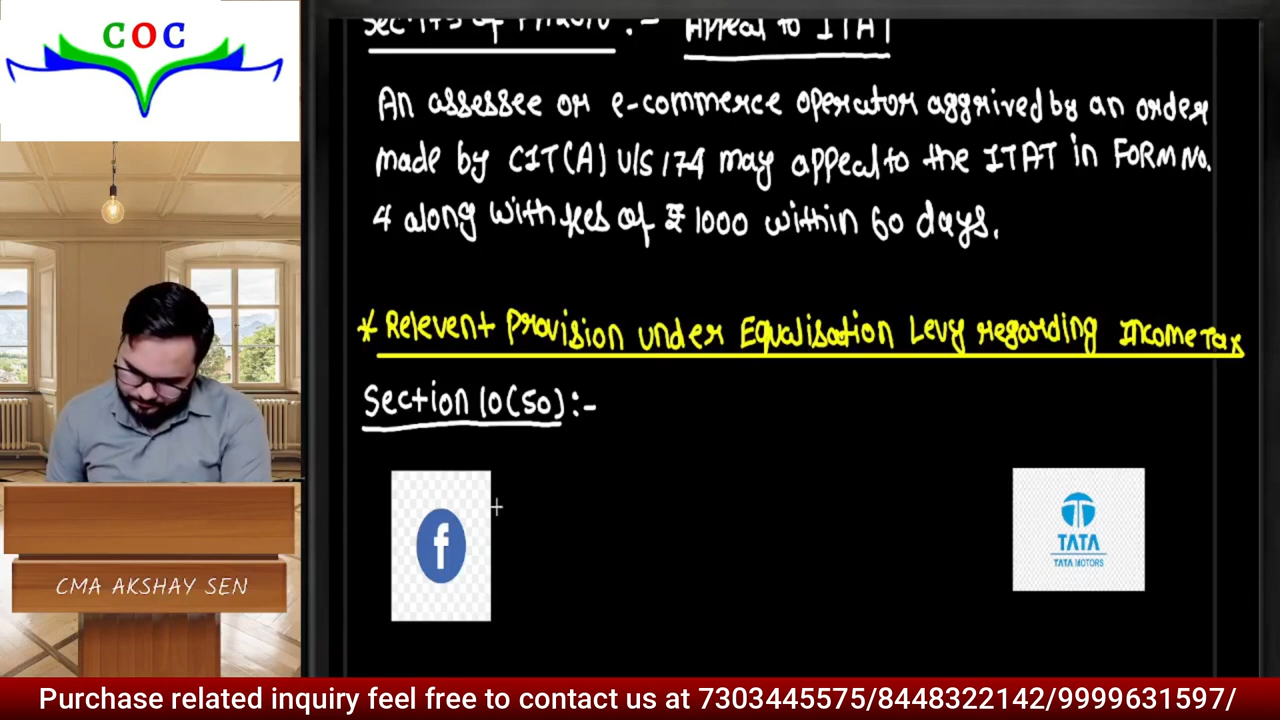 COC
: - Appeal to ITAT
An assessee or e-commerce operator aggrived by an order
made by CIT(A) U/S 174 may appeal to the ITAT in FORM No.
4 along with fees of ₹ 1000 within 60 days.
* Relevent Provision under Equalisation Levy regarding Income Tax
Section 10(50):-
f
TATA
TATA MOTORS
CMA AKSHAY SEN
Purchase related inquiry feel free to contact us at 7303445575/8448322142/9999631597/